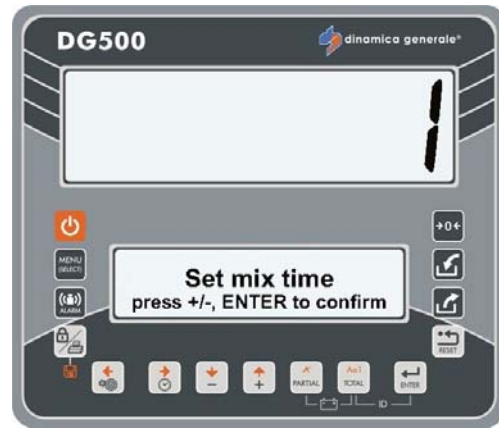 DG500
dinamica generale®
1
→0←
MENU
(SELECT)
Set mix time
press +/-, ENTER to confirm
ALARM
RESET
−
+
PARTIAL
Aa1
TOTAL
ENTER
ID